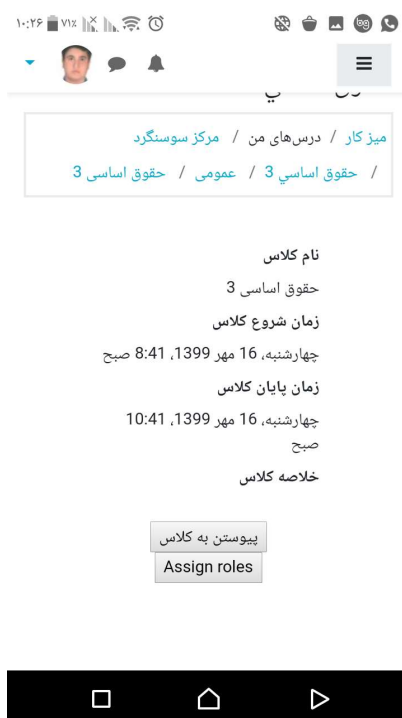 ۱۰:۲۶ ۷۱٪
میز کار / درس‌های من / مرکز سوسنگرد
/ حقوق اساسي 3 / عمومی / حقوق اساسی 3
نام کلاس
حقوق اساسی 3
زمان شروع کلاس
چهارشنبه، 16 مهر 1399، 8:41 صبح
زمان پایان کلاس
چهارشنبه، 16 مهر 1399، 10:41
صبح
خلاصه کلاس
پیوستن به کلاس
Assign roles